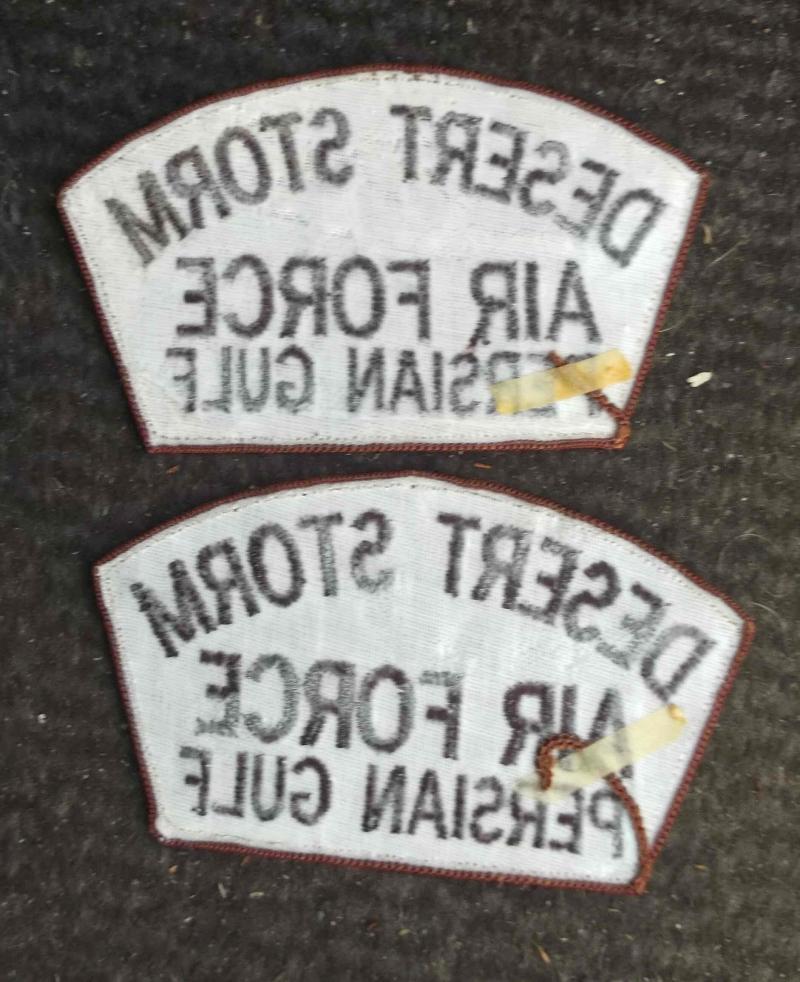 DESERT STORM
AIR FORCE
PERSIAN GULF
DESERT STORM
AIR FORCE
PERSIAN GULF